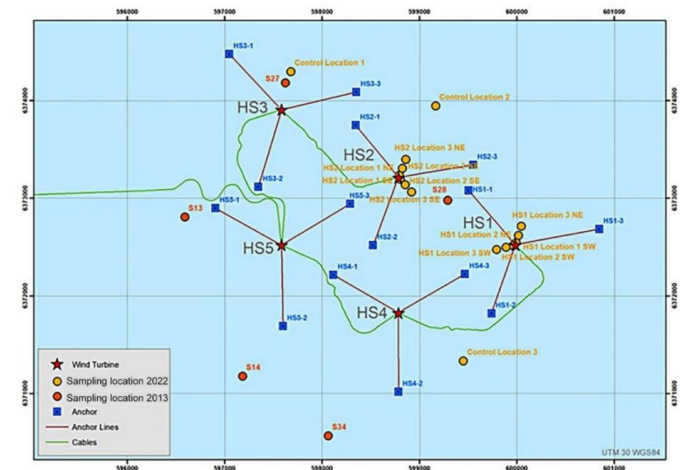 596000 597000 598000 599000 600000 601000
HS3-1
Control Location 1
S27
HS3-3
6374000
HS3
Control Location 2
6374000
HS2-1
HS2 Location 3 NE
HS2
HS2 Location 1 NE
HS2 Location 2 NE
HS2-3
HS3-2
HS2 Location 1 SE
HS2 Location 2 SE
S28
HS1-1
HS5-1
HS5-3
HS2 Location 3 SE
6373000
6373000
S13
HS1
HS1 Location 3 NE
HS1-3
HS1 Location 2 NE
HS5
HS2-2
HS1 Location 1 SW
HS1 Location 3 SW
HS1 Location 2 SW
HS4-1
HS4-3
6372000
6372000
HS4
HS1-2
HS5-2
Control Location 3
S14
6371000
HS4-2
6371000
S34
Wind Turbine
Sampling location 2022
Sampling location 2013
Anchor
Anchor Lines
Cables
UTM 30 WGS84
596000 597000 598000 599000 600000 601000